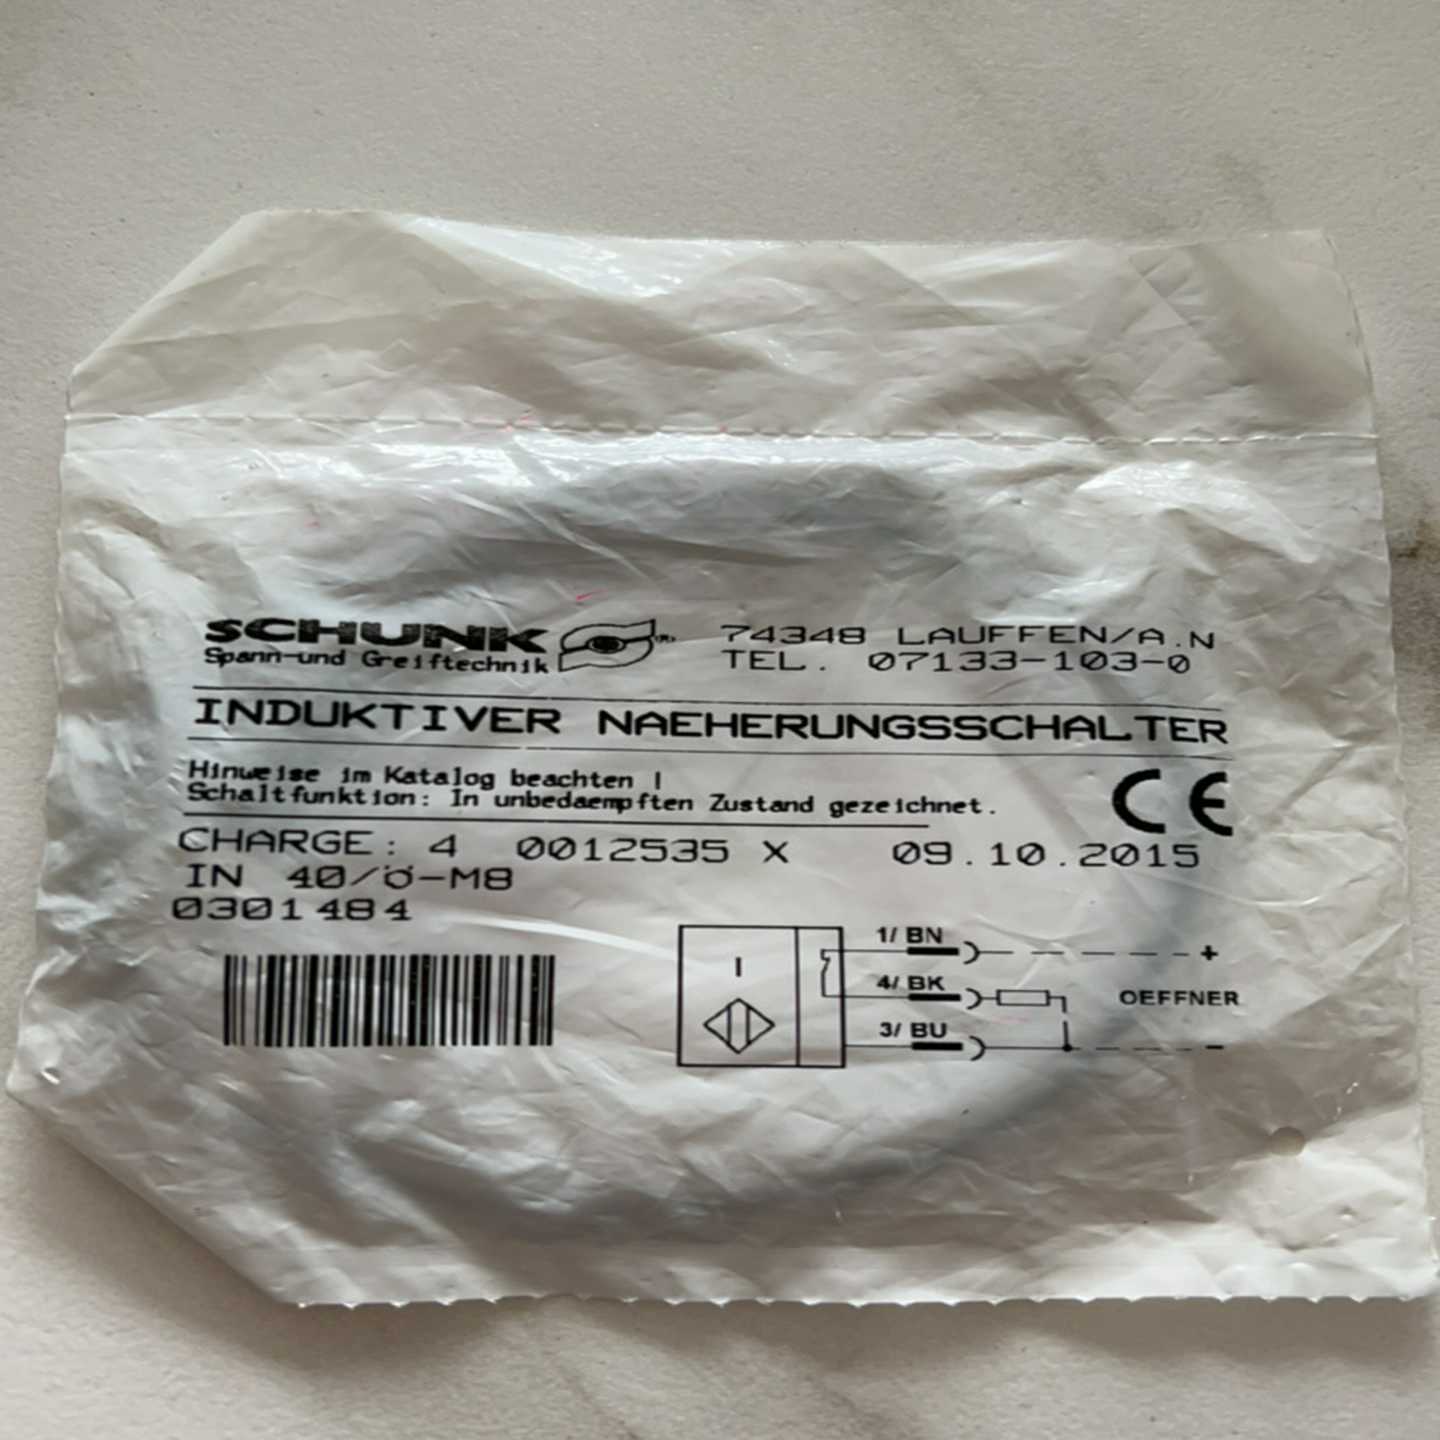 SCHUNK ®
Spann-und Greiftechnik
74348 LAUFFEN/A.N
TEL. 07133-103-0
INDUKTIVER NAEHERUNGSSCHALTER
Hinweise im Katalog beachten !
Schaltfunktion: In unbedaempften Zustand gezeichnet.
CE
CHARGE: 4 0012535 X 09.10.2015
IN 40/Ö-M8
0301484
I
1/ BN +
4/ BK OEFFNER
3/ BU -